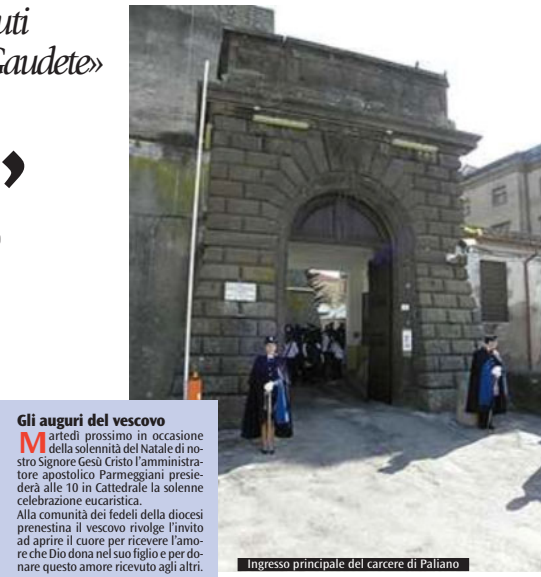 uti
Gaudete»
’
Gli auguri del vescovo
Martedì prossimo in occasione
della solennità del Natale di no-
stro Signore Gesù Cristo l'amministra-
tore apostolico Parmeggiani presie-
derà alle 10 in Cattedrale la solenne
celebrazione eucaristica.
Alla comunità dei fedeli della diocesi
prenestina il vescovo rivolge l'invito
ad aprire il cuore per ricevere l'amo-
re che Dio dona nel suo figlio e per do-
nare questo amore ricevuto agli altri.
Ingresso principale del carcere di Paliano